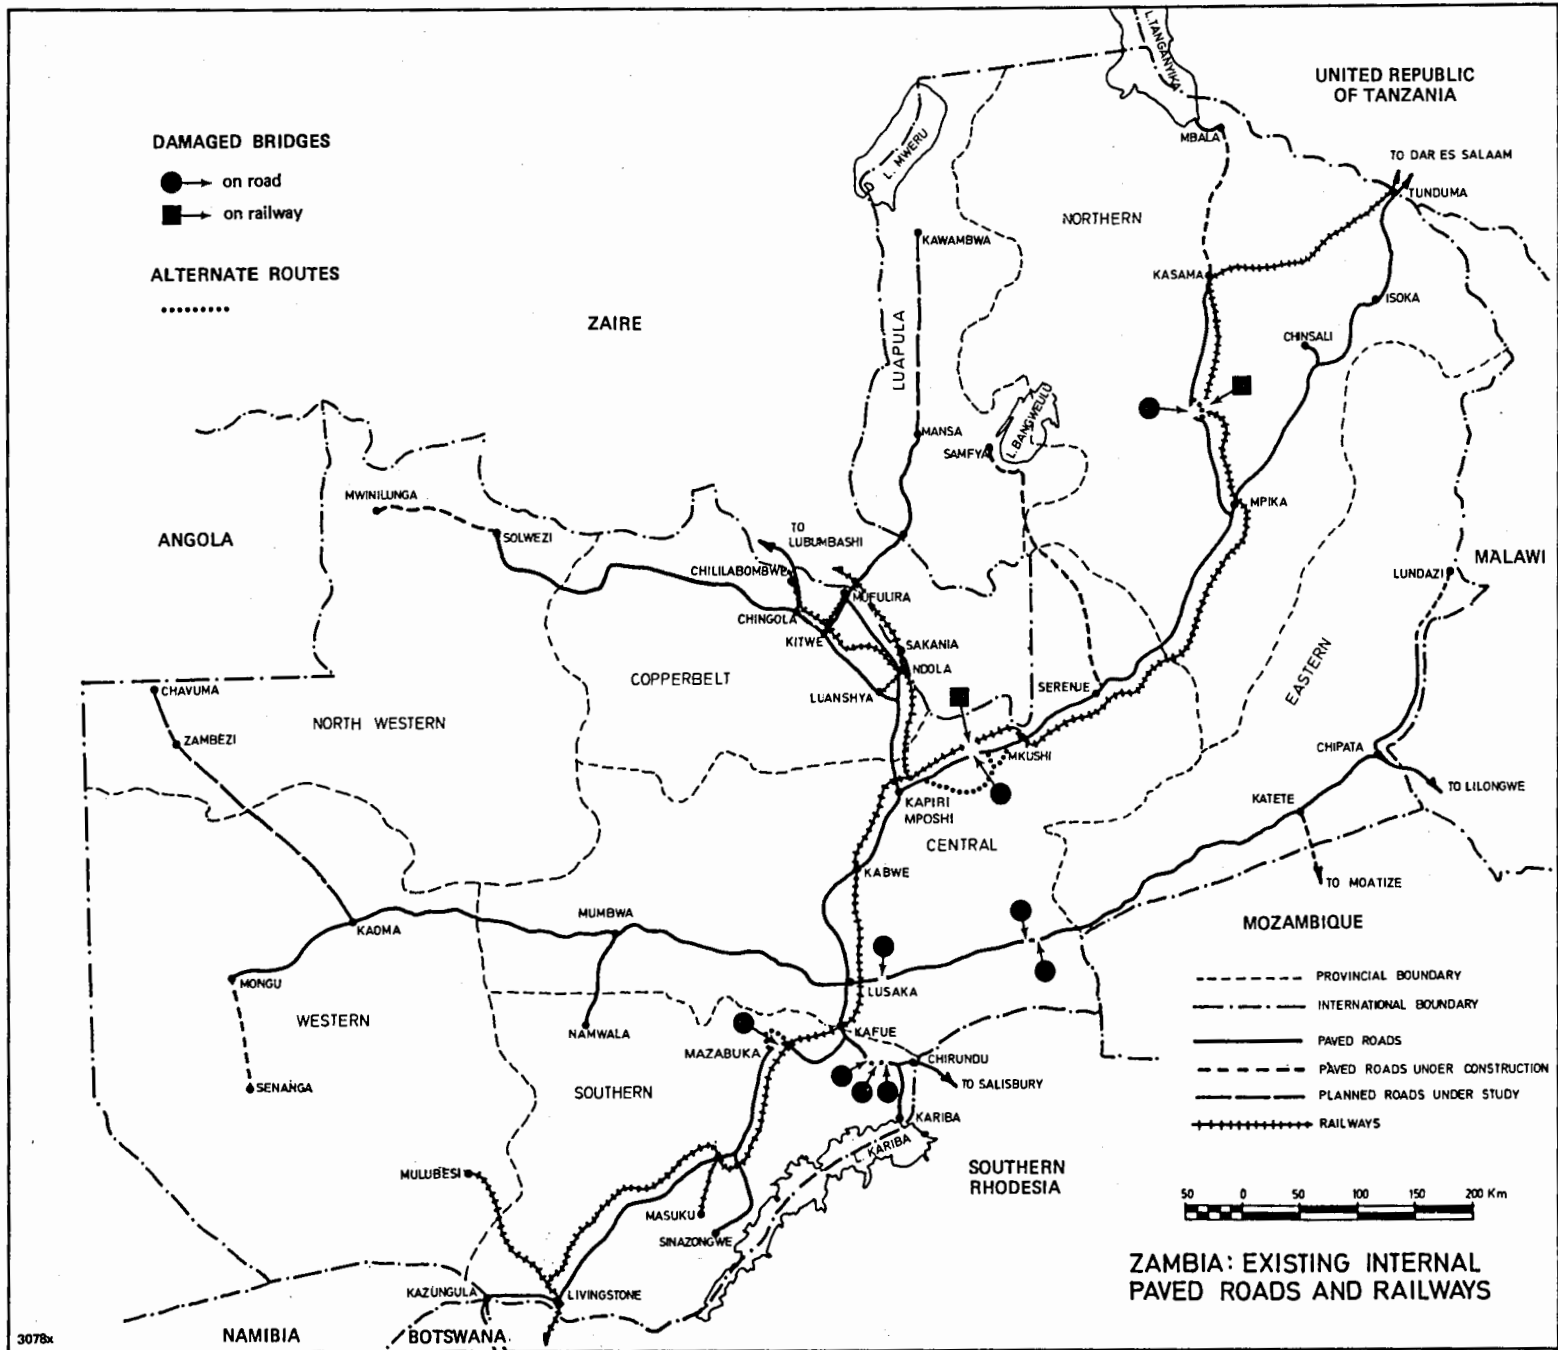 L. TANGANYIKA
UNITED REPUBLIC
OF TANZANIA
DAMAGED BRIDGES
on road
on railway
ALTERNATE ROUTES
L. MWERU
MBALA
TO DAR ES SALAAM
TUNDUMA
NORTHERN
KAWAMBWA
KASAMA
ISOKA
ZAIRE
LUAPULA
CHINSALI
L. BANGWEULU
MANSA
SAMFYA
MPIKA
MWINILUNGA
ANGOLA
SOLWEZI
TO
LUBUMBASHI
MALAWI
LUNDAZI
CHILILABOMBWE
MUFULIRA
CHINGOLA
KITWE
SAKANIA
NDOLA
COPPERBELT
LUANSHYA
SERENJE
EASTERN
CHAVUMA
NORTH WESTERN
ZAMBEZI
MKUSHI
CHIPATA
TO LILONGWE
KATETE
KAPIRI
MPOSHI
CENTRAL
KABWE
TO MOATIZE
MUMBWA
KAOMA
MOZAMBIQUE
MONGU
LUSAKA
PROVINCIAL BOUNDARY
INTERNATIONAL BOUNDARY
WESTERN
NAMWALA
KAFUE
PAVED ROADS
MAZABUKA
CHIRUNDU
PAVED ROADS UNDER CONSTRUCTION
TO SALISBURY
SENANGA
SOUTHERN
PLANNED ROADS UNDER STUDY
KARIBA
RAILWAYS
L. KARIBA
SOUTHERN
RHODESIA
MULUBESI
MASUKU
SINAZONGWE
50 0 50 100 150 200 Km
ZAMBIA: EXISTING INTERNAL
PAVED ROADS AND RAILWAYS
KAZUNGULA
LIVINGSTONE
NAMIBIA
BOTSWANA
3078x